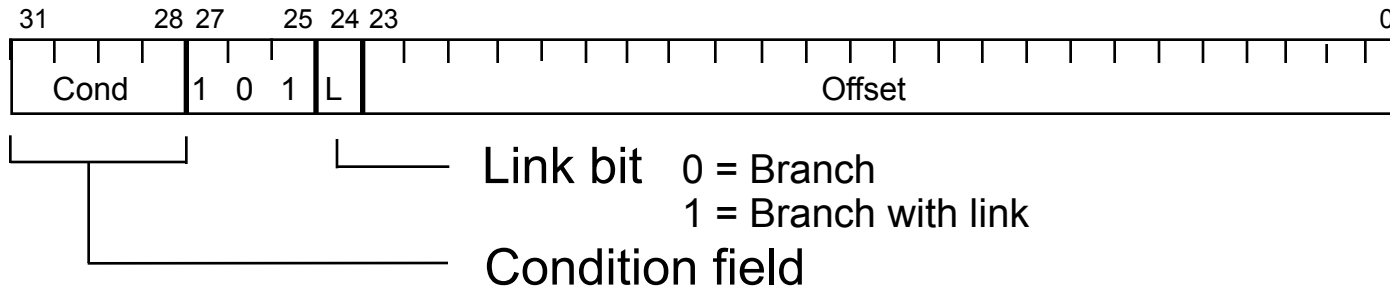 31 28 27 25 24 23 0
Cond 1 0 1 L Offset
Link bit 0 = Branch
1 = Branch with link
Condition field